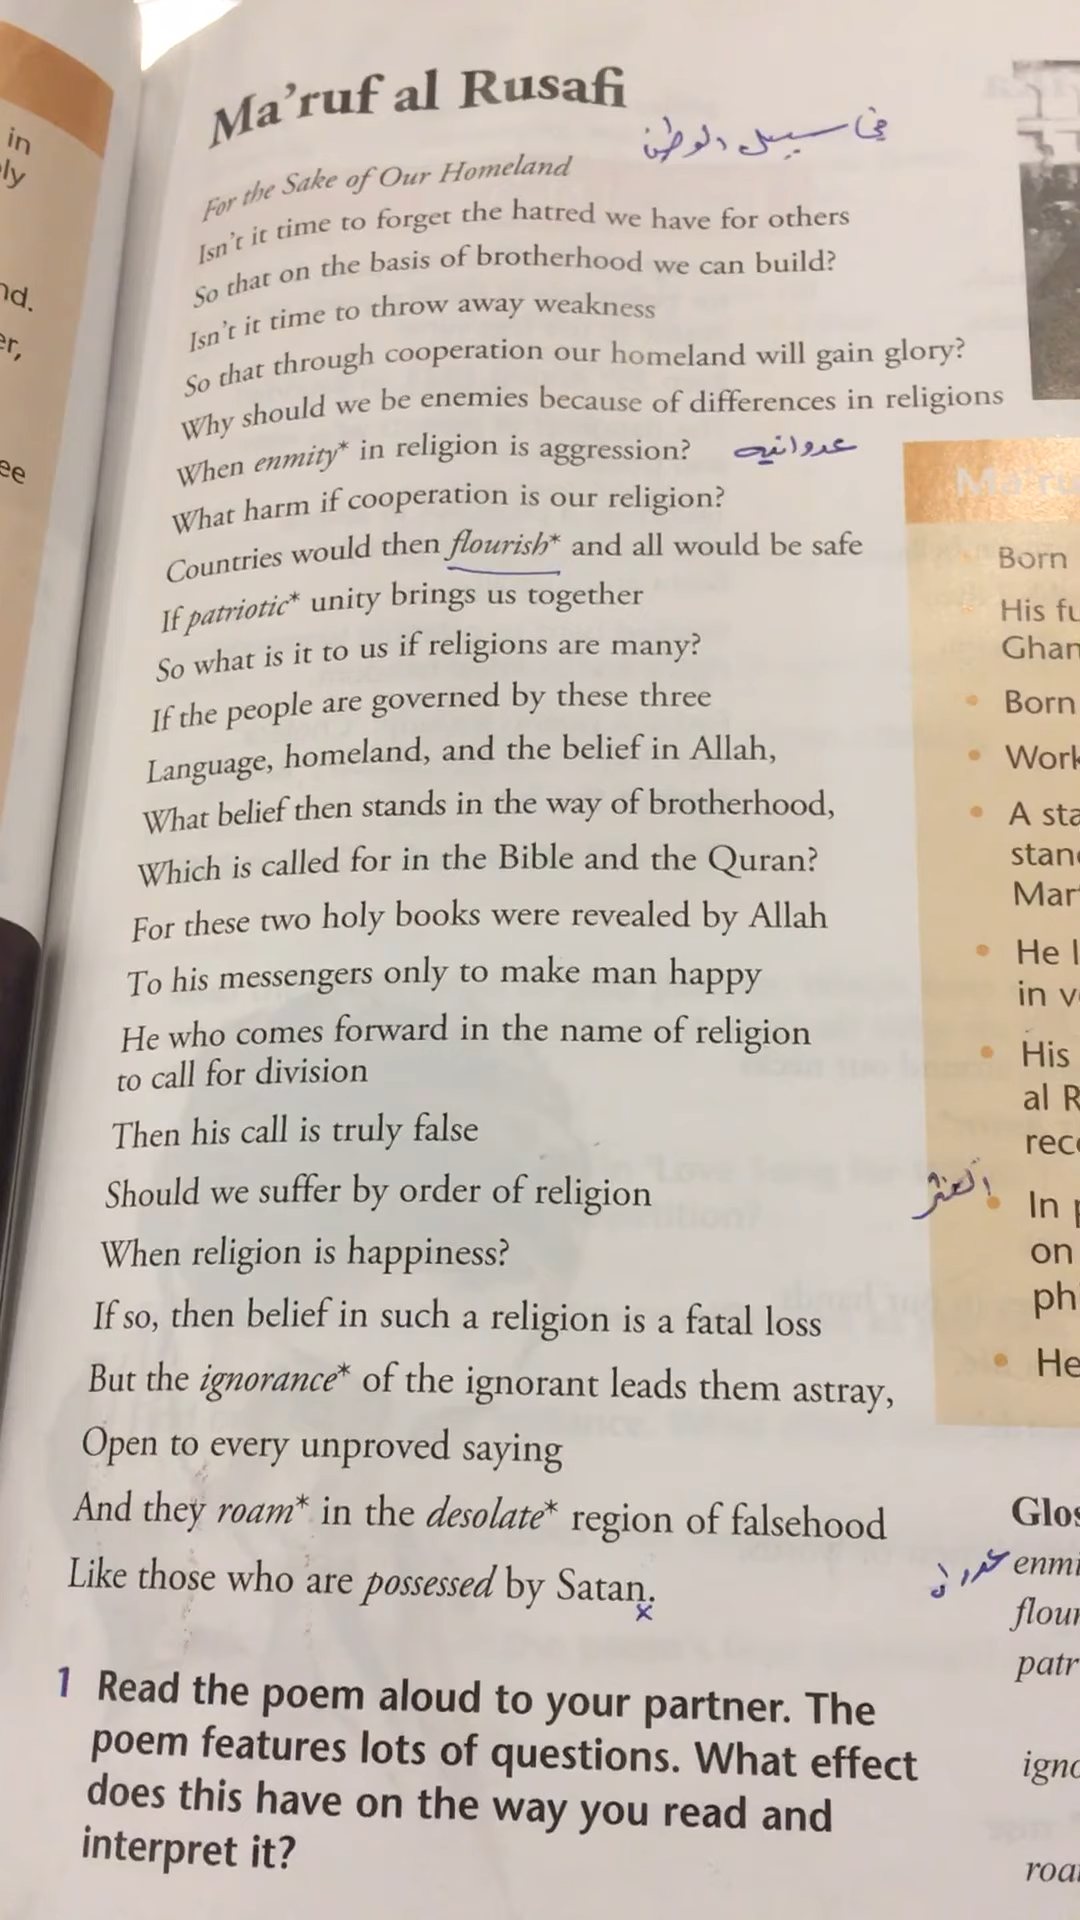 in
ly
nd.
er,
ee
Ma'ruf al Rusafi
في سبيل الوطن
For the Sake of Our Homeland
Isn't it time to forget the hatred we have for others
So that on the basis of brotherhood we can build?
Isn't it time to throw away weakness
So that through cooperation our homeland will gain glory?
Why should we be enemies because of differences in religions
When enmity* in religion is aggression? عدوانيه
What harm if cooperation is our religion?
Countries would then flourish* and all would be safe
If patriotic* unity brings us together
So what is it to us if religions are many?
If the people are governed by these three
Language, homeland, and the belief in Allah,
What belief then stands in the way of brotherhood,
Which is called for in the Bible and the Quran?
For these two holy books were revealed by Allah
To his messengers only to make man happy
He who comes forward in the name of religion
to call for division
Then his call is truly false
Should we suffer by order of religion
When religion is happiness?
If so, then belief in such a religion is a fatal loss
But the ignorance* of the ignorant leads them astray,
Open to every unproved saying
And they roam* in the desolate* region of falsehood
Like those who are possessed by Satan.
x
1 Read the poem aloud to your partner. The
poem features lots of questions. What effect
does this have on the way you read and
interpret it?
Ma'ru
Born
His fu
Ghan
Born
Work
A sta
stand
Mar
He l
in v
His
al R
reco
In p
on
ph
He
Glos
enmi
flour
patr
igno
roa